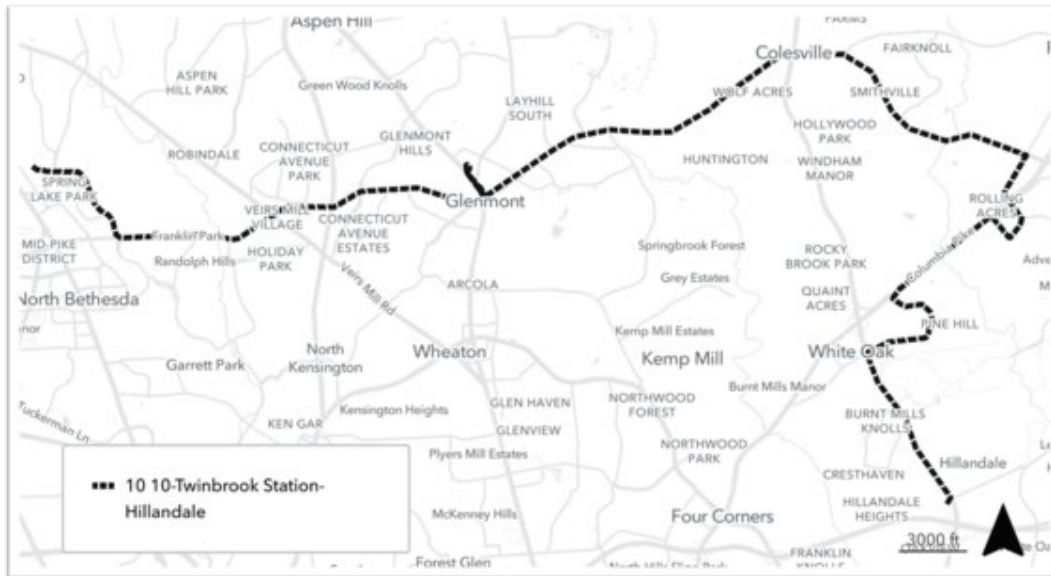 Aspen Hill
FARMS
Colesville
FAIRKNOLL
ASPEN
HILL PARK
Green Wood Knolls
WOLF ACRES
SMITHVILLE
LAYHILL
SOUTH
HOLLYWOOD
PARK
GLENMONT
HILLS
ROBINDALE
CONNECTICUT
AVENUE
PARK
HUNTINGTON
WINDHAM
MANOR
SPRING
LAKE PARK
Glenmont
ROLLING
ACRES
VEIRS MILL
VILLAGE
CONNECTICUT
AVENUE
ESTATES
Franklin Park
MID-PIKE
DISTRICT
Randolph Hills
HOLIDAY
PARK
Springbrook Forest
ROCKY
BROOK PARK
Columbia Pike
Adve
Veirs Mill Rd
ARCOLA
Grey Estates
QUAINT
ACRES
M
North Bethesda
nor
Kemp Mill Estates
PINE HILL
Garrett Park
North
Kensington
Wheaton
Kemp Mill
White Oak
Burnt Mills Manor
Tuckerman Ln
Kensington Heights
GLEN HAVEN
NORTHWOOD
FOREST
BURNT MILLS
KNOLLS
KEN GAR
GLENVIEW
Plyers Mill Estates
NORTHWOOD
PARK
CRESTHAVEN
Hillandale
10 10-Twinbrook Station-
Hillandale
McKenney Hills
Four Corners
HILLANDALE
HEIGHTS
3000 ft
Forest Glen
FRANKLIN
KNOLLS